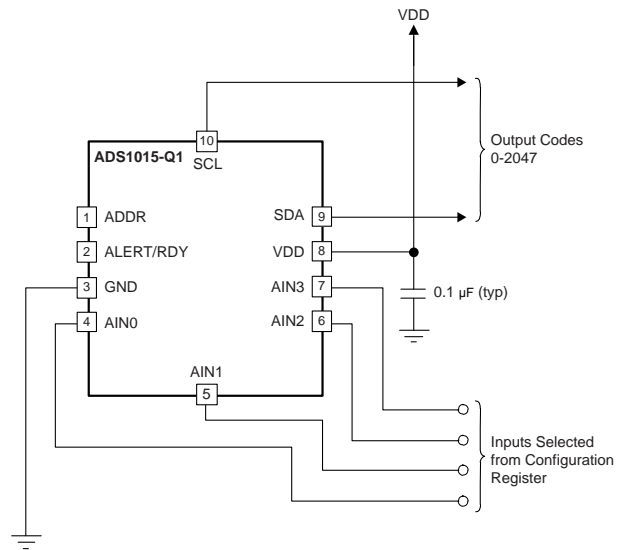 VDD
10
ADS1015-Q1
SCL
Output Codes
0-2047
1 ADDR
SDA 9
2 ALERT/RDY
VDD 8
3 GND
AIN3 7
0.1 μF (typ)
4 AIN0
AIN2 6
AIN1
5
Inputs Selected
from Configuration
Register